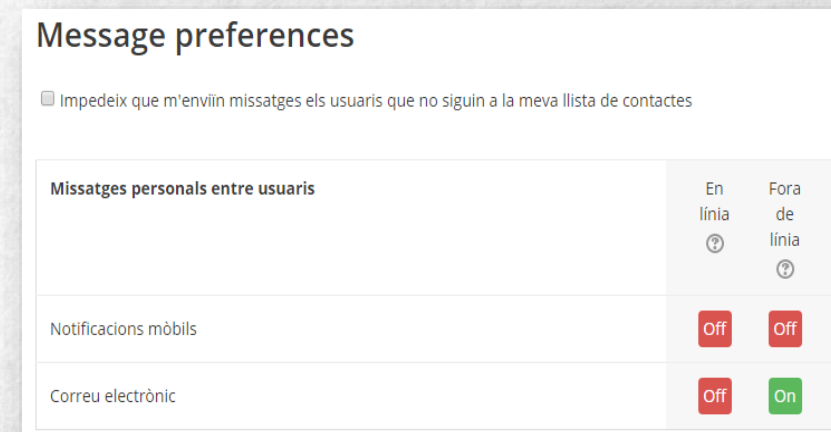 Message preferences
Impedeix que m'enviïn missatges els usuaris que no siguin a la meva llista de contactes
Missatges personals entre usuaris
En
línia
Fora
de
línia
Notificacions mòbils
Off
Off
Correu electrònic
Off
On